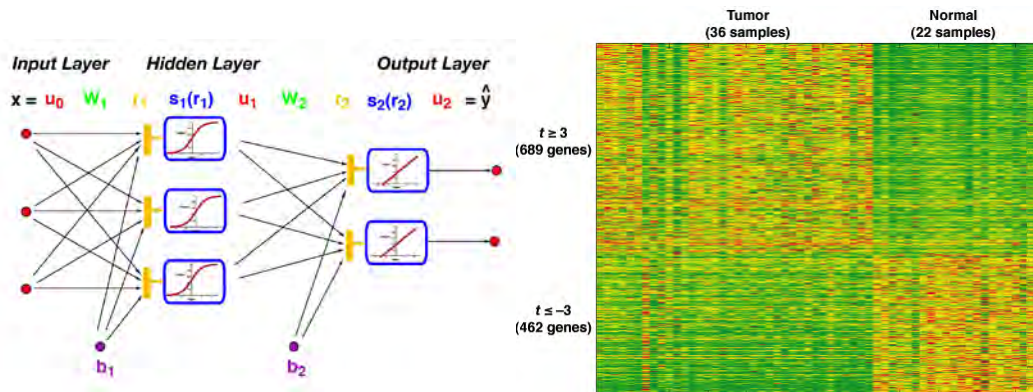 Input Layer Hidden Layer Output Layer
x = u0 W1 r1 s1(r1) u1 W2 r2 s2(r2) u2 = ŷ
b1 b2
Tumor
(36 samples)
Normal
(22 samples)
t ≥ 3
(689 genes)
t ≤ –3
(462 genes)